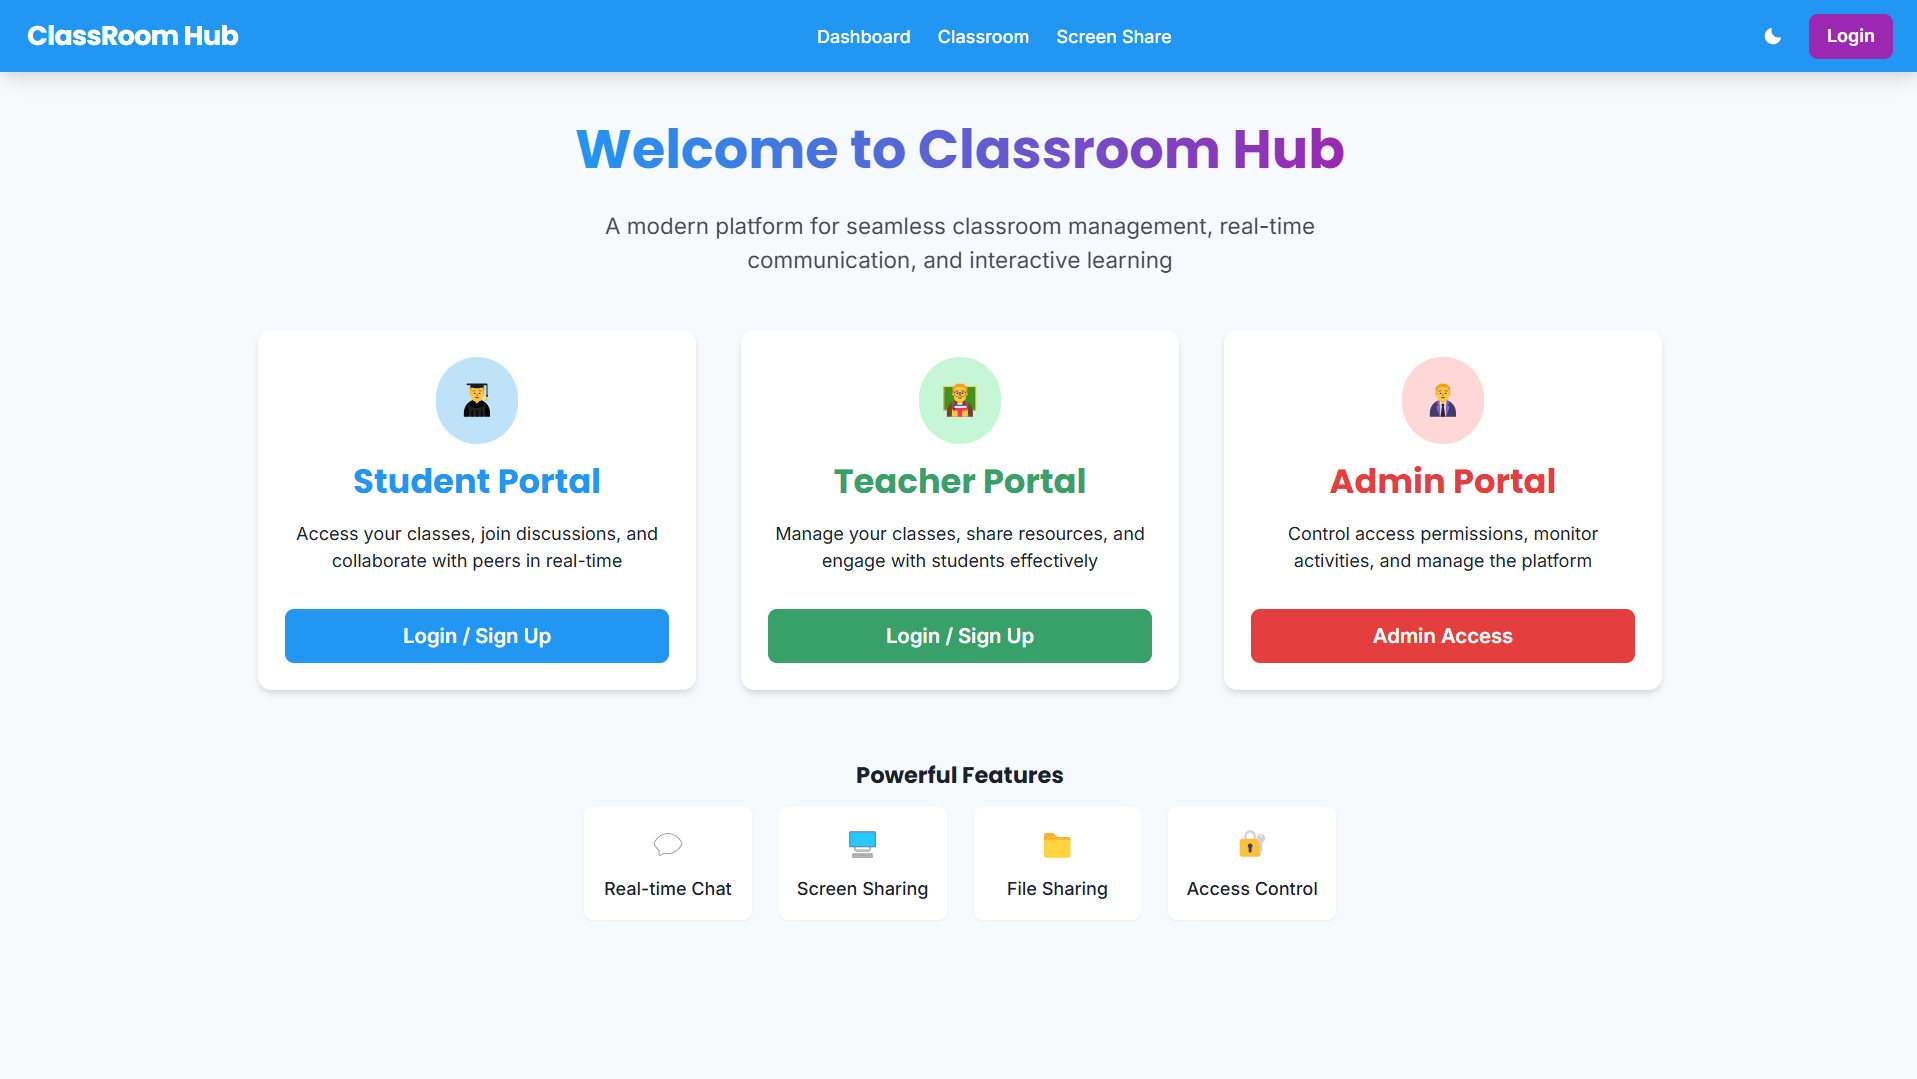 ClassRoom Hub
Dashboard
Classroom
Screen Share
Login
Welcome to Classroom Hub
A modern platform for seamless classroom management, real-time
communication, and interactive learning
Student Portal
Access your classes, join discussions, and
collaborate with peers in real-time
Login / Sign Up
Teacher Portal
Manage your classes, share resources, and
engage with students effectively
Login / Sign Up
Admin Portal
Control access permissions, monitor
activities, and manage the platform
Admin Access
Powerful Features
Real-time Chat
Screen Sharing
File Sharing
Access Control